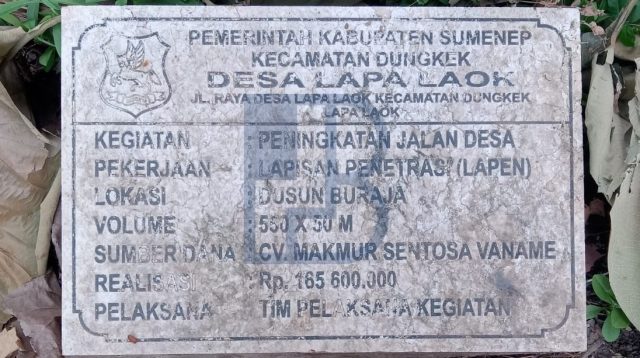 PEMERINTAH KABUPATEN SUMENEP
KECAMATAN DUNGKEK
DESA LAPA LAOK
JL. RAYA DESA LAPA LAOK KECAMATAN DUNGKEK
LAPA LAOK
KEGIATAN : PENINGKATAN JALAN DESA
PEKERJAAN : LAPISAN PENETRASI (LAPEN)
LOKASI : DUSUN BURAJA
VOLUME : 550 X 50 M
SUMBER DANA : CV. MAKMUR SENTOSA VANAME
REALISASI : Rp. 165 600.000
PELAKSANA : TIM PELAKSANA KEGIATAN